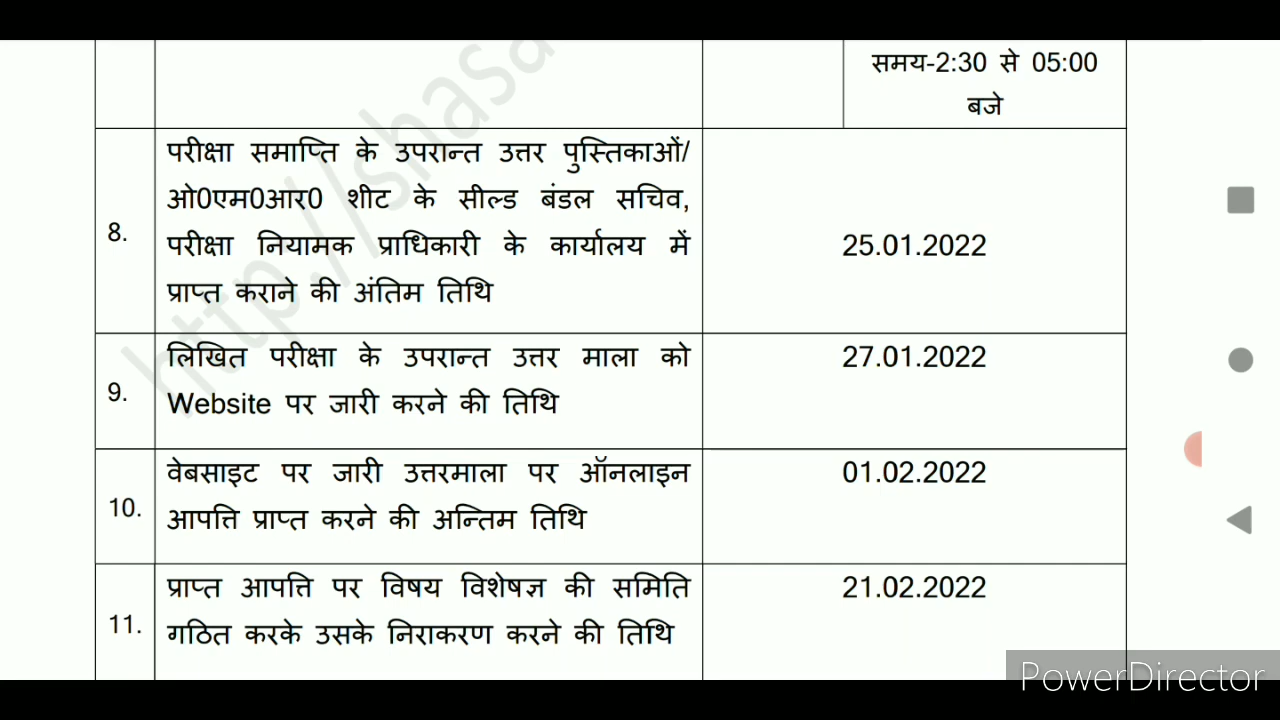 समय-2:30 से 05:00
बजे
8.
परीक्षा समाप्ति के उपरान्त उत्तर पुस्तिकाओं/
ओ0एम0आर0 शीट के सील्ड बंडल सचिव,
परीक्षा नियामक प्राधिकारी के कार्यालय में
प्राप्त कराने की अंतिम तिथि
25.01.2022
9.
लिखित परीक्षा के उपरान्त उत्तर माला को
Website पर जारी करने की तिथि
27.01.2022
10.
वेबसाइट पर जारी उत्तरमाला पर ऑनलाइन
आपत्ति प्राप्त करने की अन्तिम तिथि
01.02.2022
11.
प्राप्त आपत्ति पर विषय विशेषज्ञ की समिति
गठित करके उसके निराकरण करने की तिथि
21.02.2022
http://shasa
PowerDirector